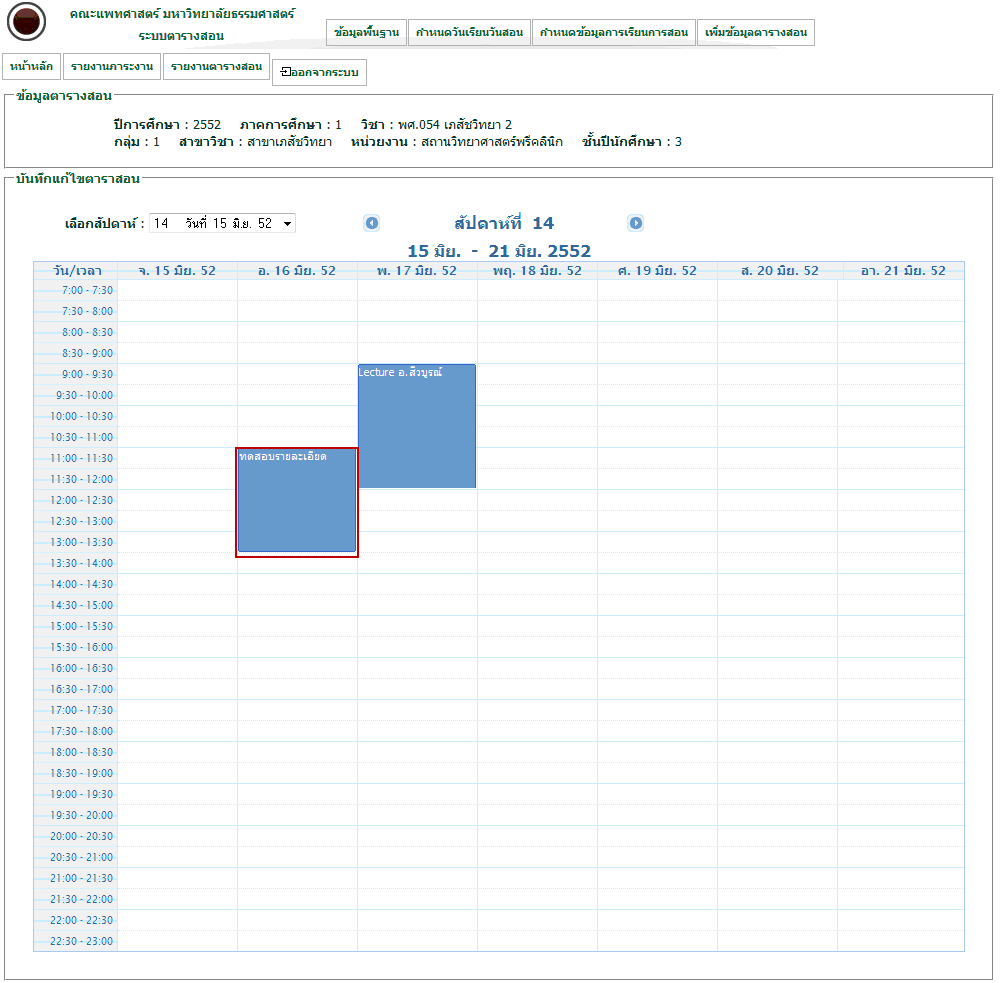 คณะแพทศาสตร์ มหาวิทยาลัยธรรมศาสตร์
ระบบตารางสอน
ข้อมูลพื้นฐาน กำหนดวันเรียนวันสอน กำหนดข้อมูลการเรียนการสอน เพิ่มข้อมูลตารางสอน
หน้าหลัก รายงานภาระงาน รายงานตารางสอน ออกจากระบบ
ข้อมูลตารางสอน
ปีการศึกษา : 2552 ภาคการศึกษา : 1 วิชา : พศ.054 เภสัชวิทยา 2
กลุ่ม : 1 สาขาวิชา : สาขาเภสัชวิทยา หน่วยงาน : สถานวิทยาศาสตร์พรีคลินิก ชั้นปีนักศึกษา : 3
บันทึกแก้ไขตาราสอน
เลือกสัปดาห์ : 14 วันที่ 15 มิ.ย. 52 สัปดาห์ที่ 14
15 มิย. - 21 มิย. 2552
วัน/เวลา จ. 15 มิย. 52 อ. 16 มิย. 52 พ. 17 มิย. 52 พฤ. 18 มิย. 52 ศ. 19 มิย. 52 ส. 20 มิย. 52 อา. 21 มิย. 52
7:00 - 7:30
7:30 - 8:00
8:00 - 8:30
8:30 - 9:00
9:00 - 9:30 Lecture อ.สีวบูรณ์
9:30 - 10:00
10:00 - 10:30
10:30 - 11:00
11:00 - 11:30 ทดสอบรายละเอียด
11:30 - 12:00
12:00 - 12:30
12:30 - 13:00
13:00 - 13:30
13:30 - 14:00
14:00 - 14:30
14:30 - 15:00
15:00 - 15:30
15:30 - 16:00
16:00 - 16:30
16:30 - 17:00
17:00 - 17:30
17:30 - 18:00
18:00 - 18:30
18:30 - 19:00
19:00 - 19:30
19:30 - 20:00
20:00 - 20:30
20:30 - 21:00
21:00 - 21:30
21:30 - 22:00
22:00 - 22:30
22:30 - 23:00